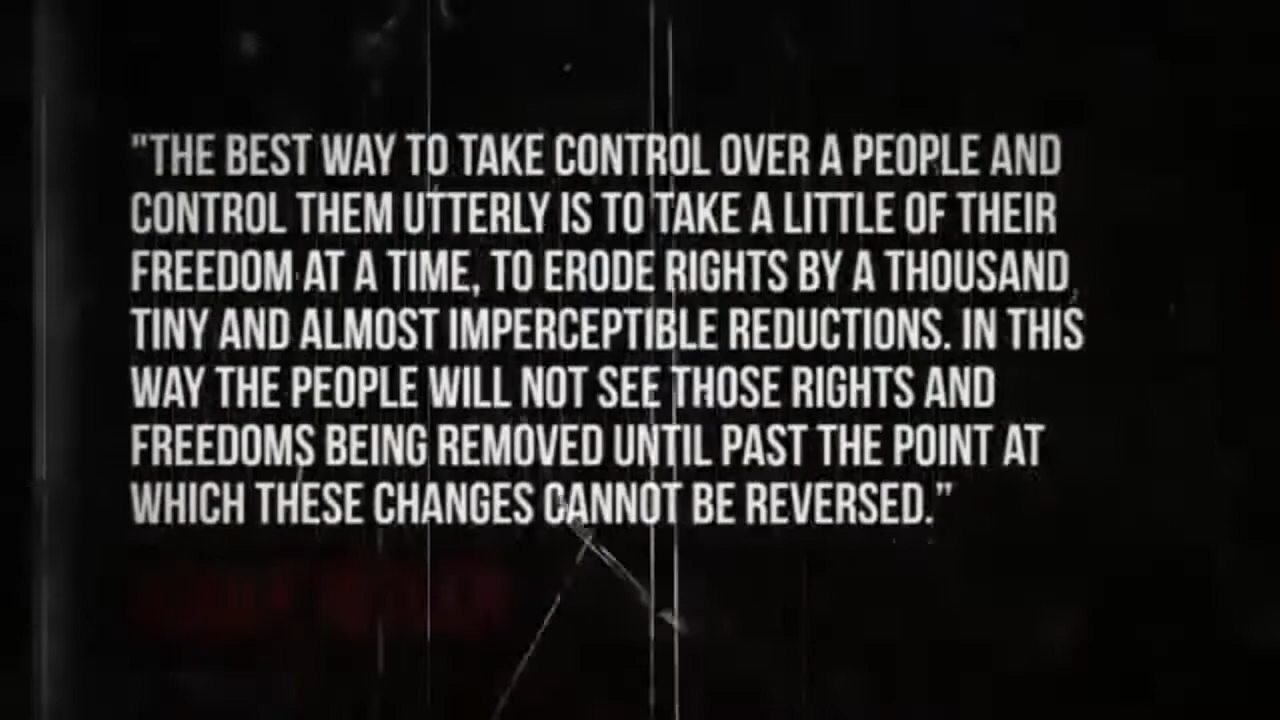 "THE BEST WAY TO TAKE CONTROL OVER A PEOPLE AND
CONTROL THEM UTTERLY IS TO TAKE A LITTLE OF THEIR
FREEDOM AT A TIME, TO ERODE RIGHTS BY A THOUSAND
TINY AND ALMOST IMPERCEPTIBLE REDUCTIONS. IN THIS
WAY THE PEOPLE WILL NOT SEE THOSE RIGHTS AND
FREEDOMS BEING REMOVED UNTIL PAST THE POINT AT
WHICH THESE CHANGES CANNOT BE REVERSED.”